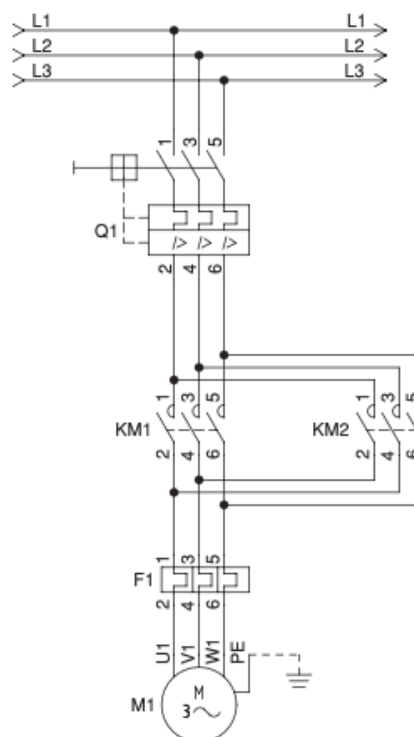 L1 L1
L2 L2
L3 L3
1 3 5
Q1
I> I> I>
2 4 6
1 3 5 1 3 5
KM1 KM2
2 4 6 2 4 6
1 3 5
F1
2 4 6
U1 V1 W1 PE
M1 M
3